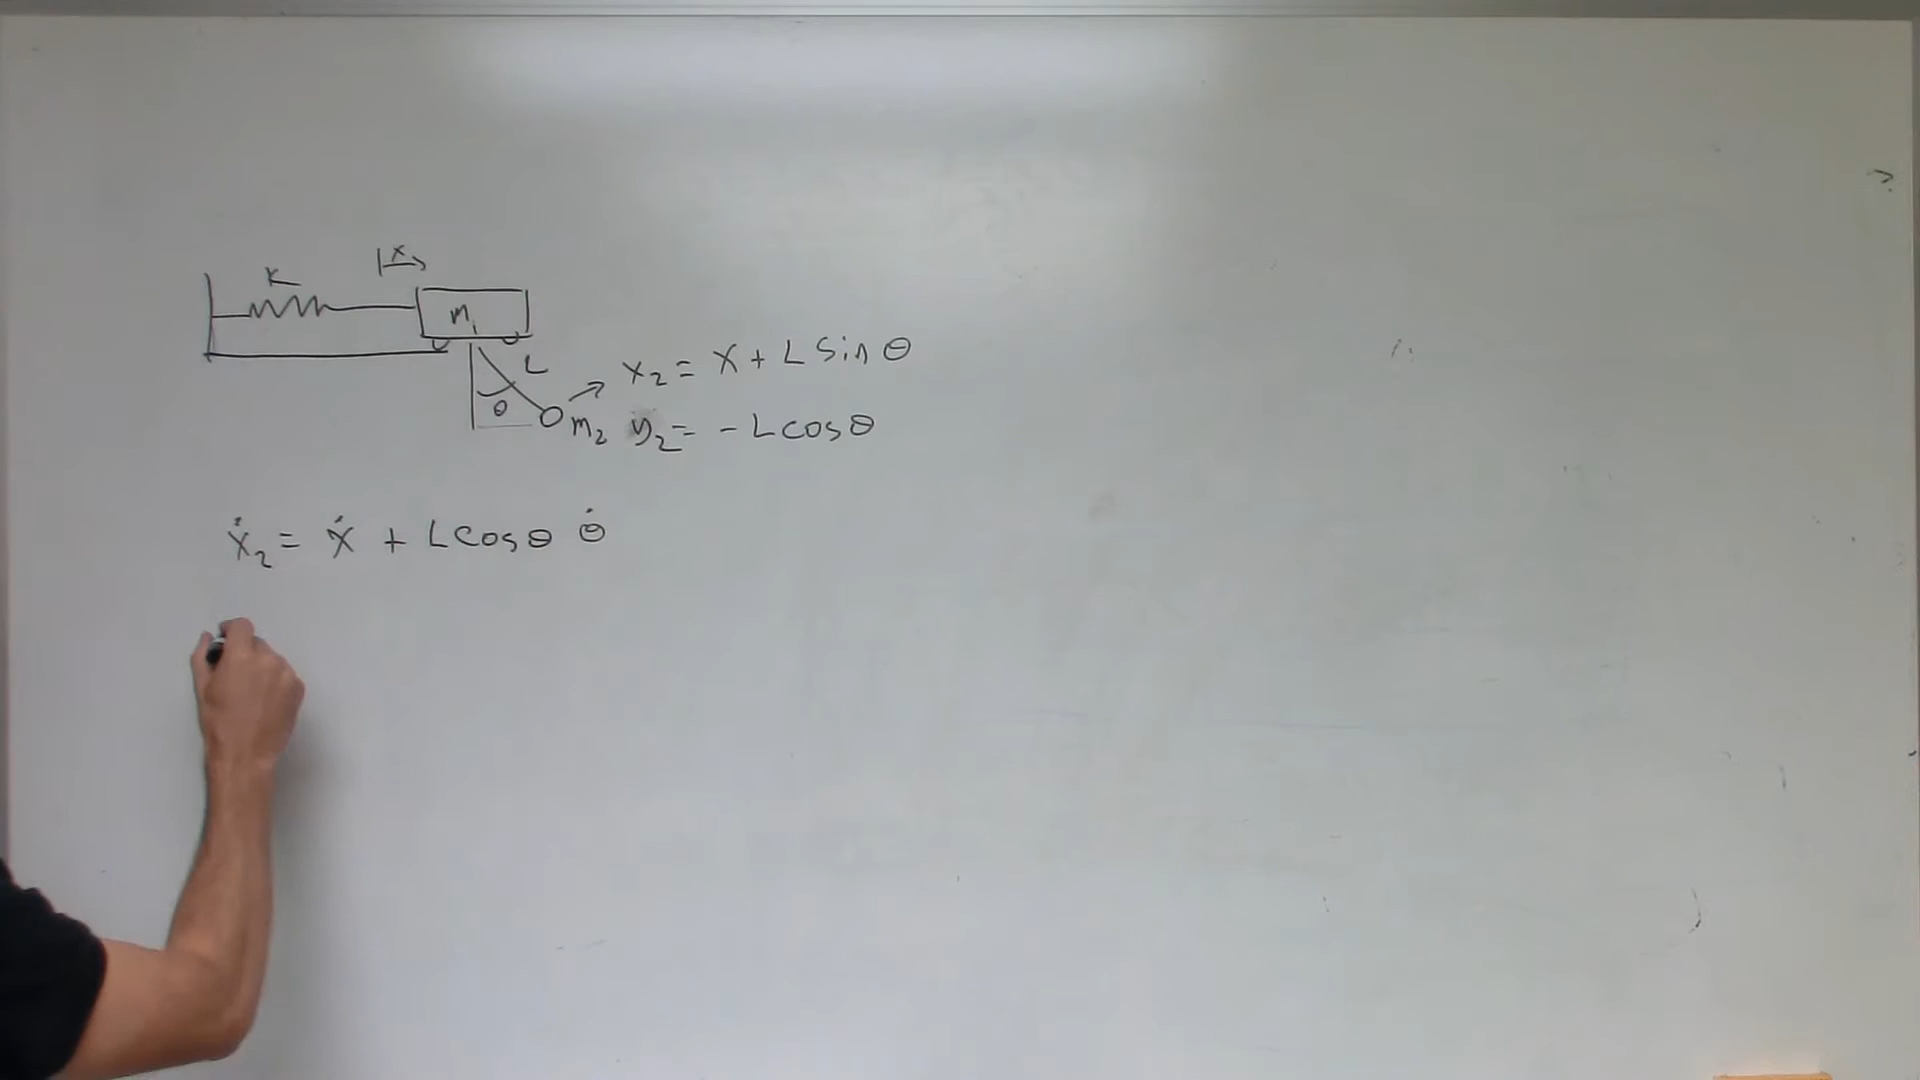 x
K
m₁
L
θ
m₂
x₂ = x + L sin θ
y₂ = - L cos θ
ẋ₂ = ẋ + L cos θ θ̇